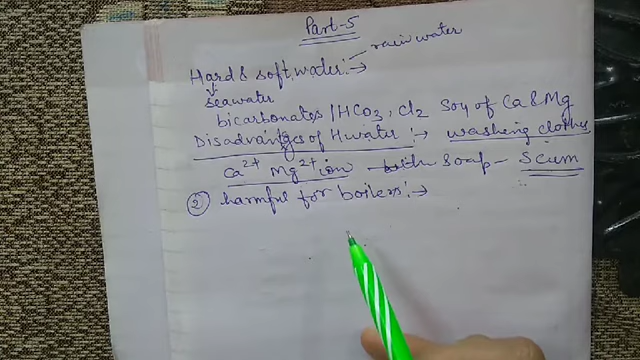 Part-5
rain water
Hard & soft water:→
seawater
bicarbonates /HCO3, Cl2 SO4 of Ca & Mg
Disadvantges of H.water :→ washing clothes
Ca2+ Mg2+ ion with Soap - Scum
② harmful for boilers:→